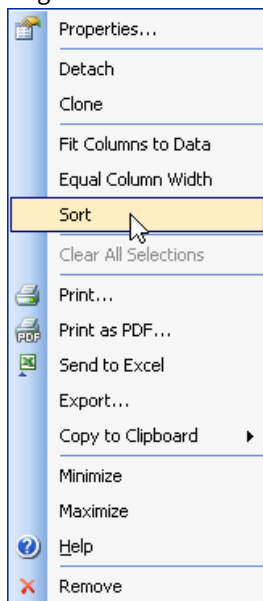 Properties...
Detach
Clone
Fit Columns to Data
Equal Column Width
Sort
Clear All Selections
Print...
PDF
Print as PDF...
Send to Excel
Export...
Copy to Clipboard
Minimize
Maximize
Help
Remove